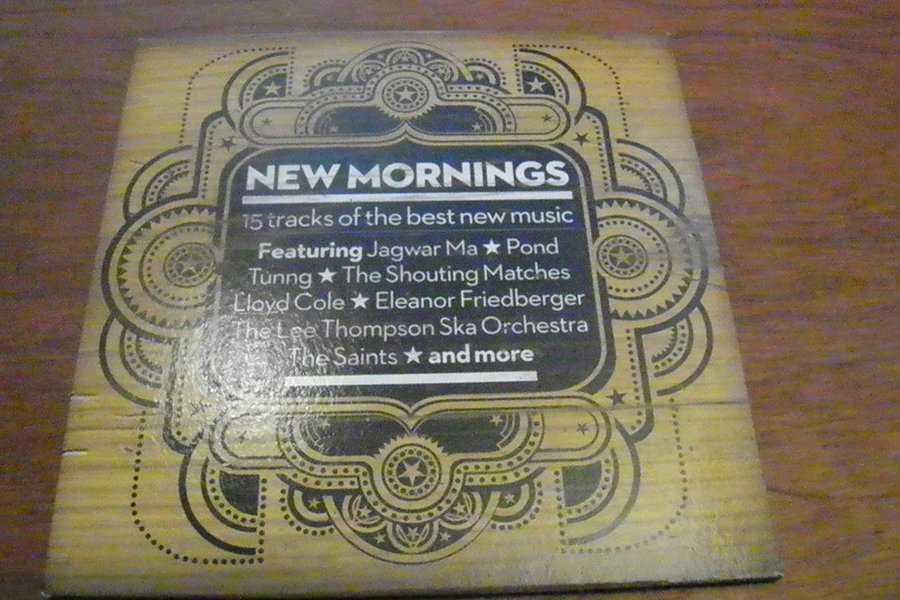 NEW MORNINGS
15 tracks of the best new music
Featuring Jagwar Ma ★ Pond
Tunng ★ The Shouting Matches
Lloyd Cole ★ Eleanor Friedberger
The Lee Thompson Ska Orchestra
The Saints ★ and more